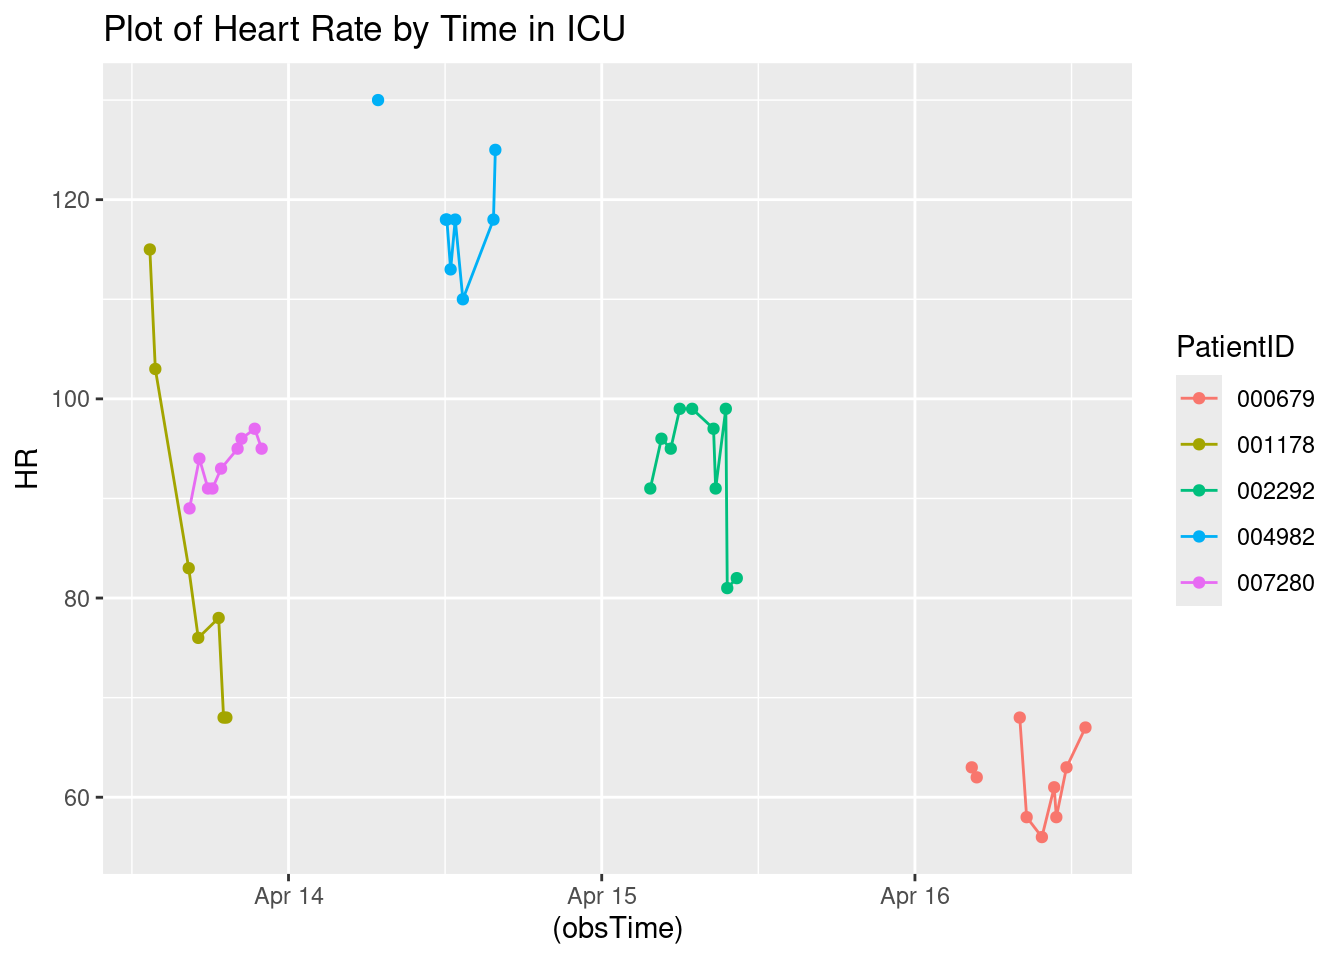 Plot of Heart Rate by Time in ICU
HR
120
100
80
60
Apr 14
Apr 15
Apr 16
(obsTime)
PatientID
000679
001178
002292
004982
007280